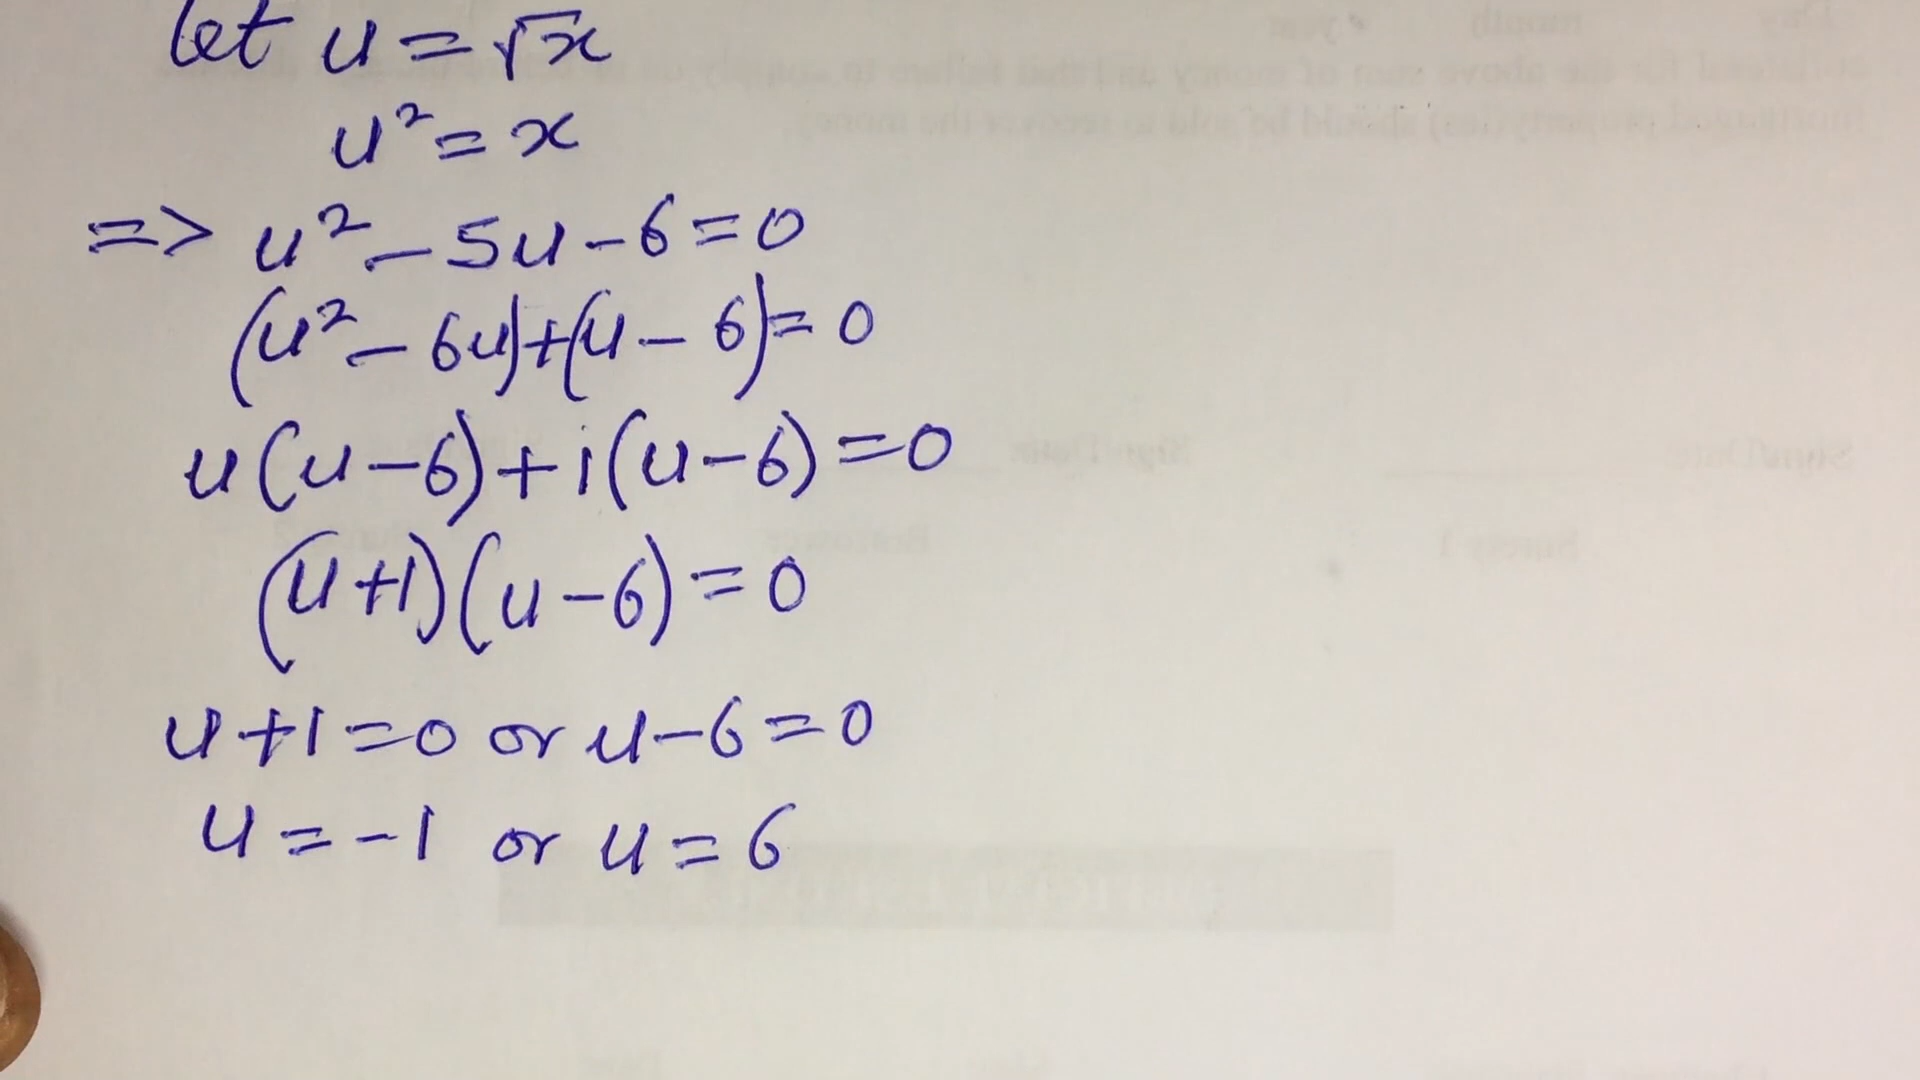 let u = √x
u² = x
=> u² - 5u - 6 = 0
(u² - 6u) + (u - 6) = 0
u(u - 6) + 1(u - 6) = 0
(u + 1)(u - 6) = 0
u + 1 = 0 or u - 6 = 0
u = -1 or u = 6